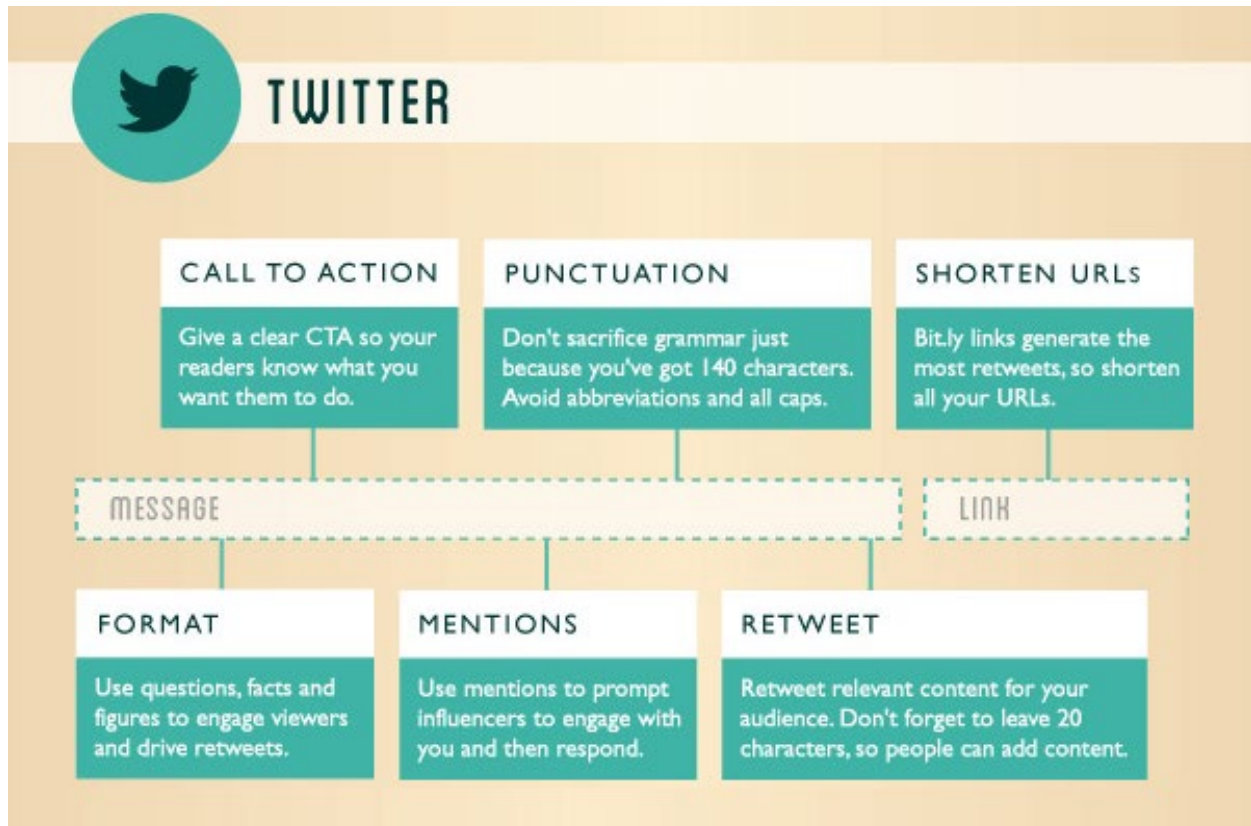 TWITTER
CALL TO ACTION
Give a clear CTA so your
readers know what you
want them to do.
PUNCTUATION
Don't sacrifice grammar just
because you've got 140 characters.
Avoid abbreviations and all caps.
SHORTEN URLs
Bit.ly links generate the
most retweets, so shorten
all your URLs.
MESSAGE
LINK
FORMAT
Use questions, facts and
figures to engage viewers
and drive retweets.
MENTIONS
Use mentions to prompt
influencers to engage with
you and then respond.
RETWEET
Retweet relevant content for your
audience. Don't forget to leave 20
characters, so people can add content.